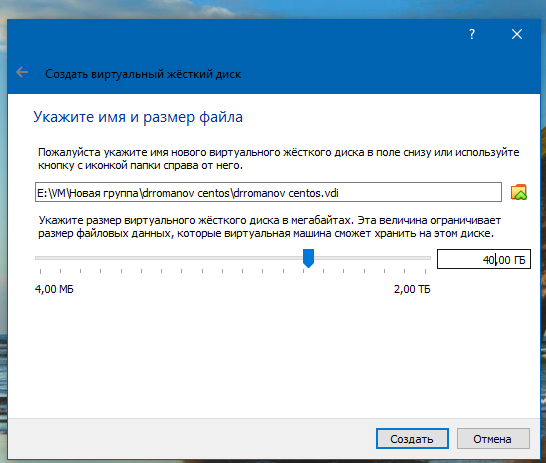 ?
Создать виртуальный жёсткий диск
Укажите имя и размер файла
Пожалуйста укажите имя нового виртуального жёсткого диска в поле снизу или используйте
кнопку с иконкой папки справа от него.
E:\VM\Новая группа\drromanov centos\drromanov centos.vdi
Укажите размер виртуального жёсткого диска в мегабайтах. Эта величина ограничивает
размер файловых данных, которые виртуальная машина сможет хранить на этом диске.
40,00 ГБ
4,00 МБ 2,00 ТБ
Создать Отмена